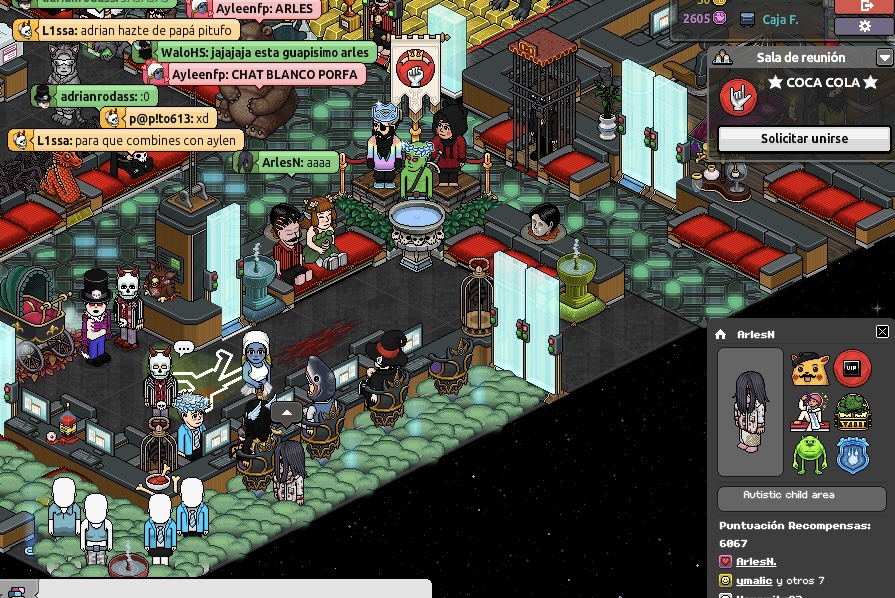 Ayleenfp: ARLES
L1ssa: adrian hazte de papá pitufo
WaloHS: jajajaja esta guapisimo arles
Ayleenfp: CHAT BLANCO PORFA
adrianrodass: :0
p@p!to613: xd
L1ssa: para que combines con aylen
ArlesN: aaaa
2605
Caja F.
Sala de reunión
COCA COLA
Solicitar unirse
ArlesN
VIP
Autistic child area
Puntuación Recompensas:
6067
ArlesN.
ymalic y otros 7